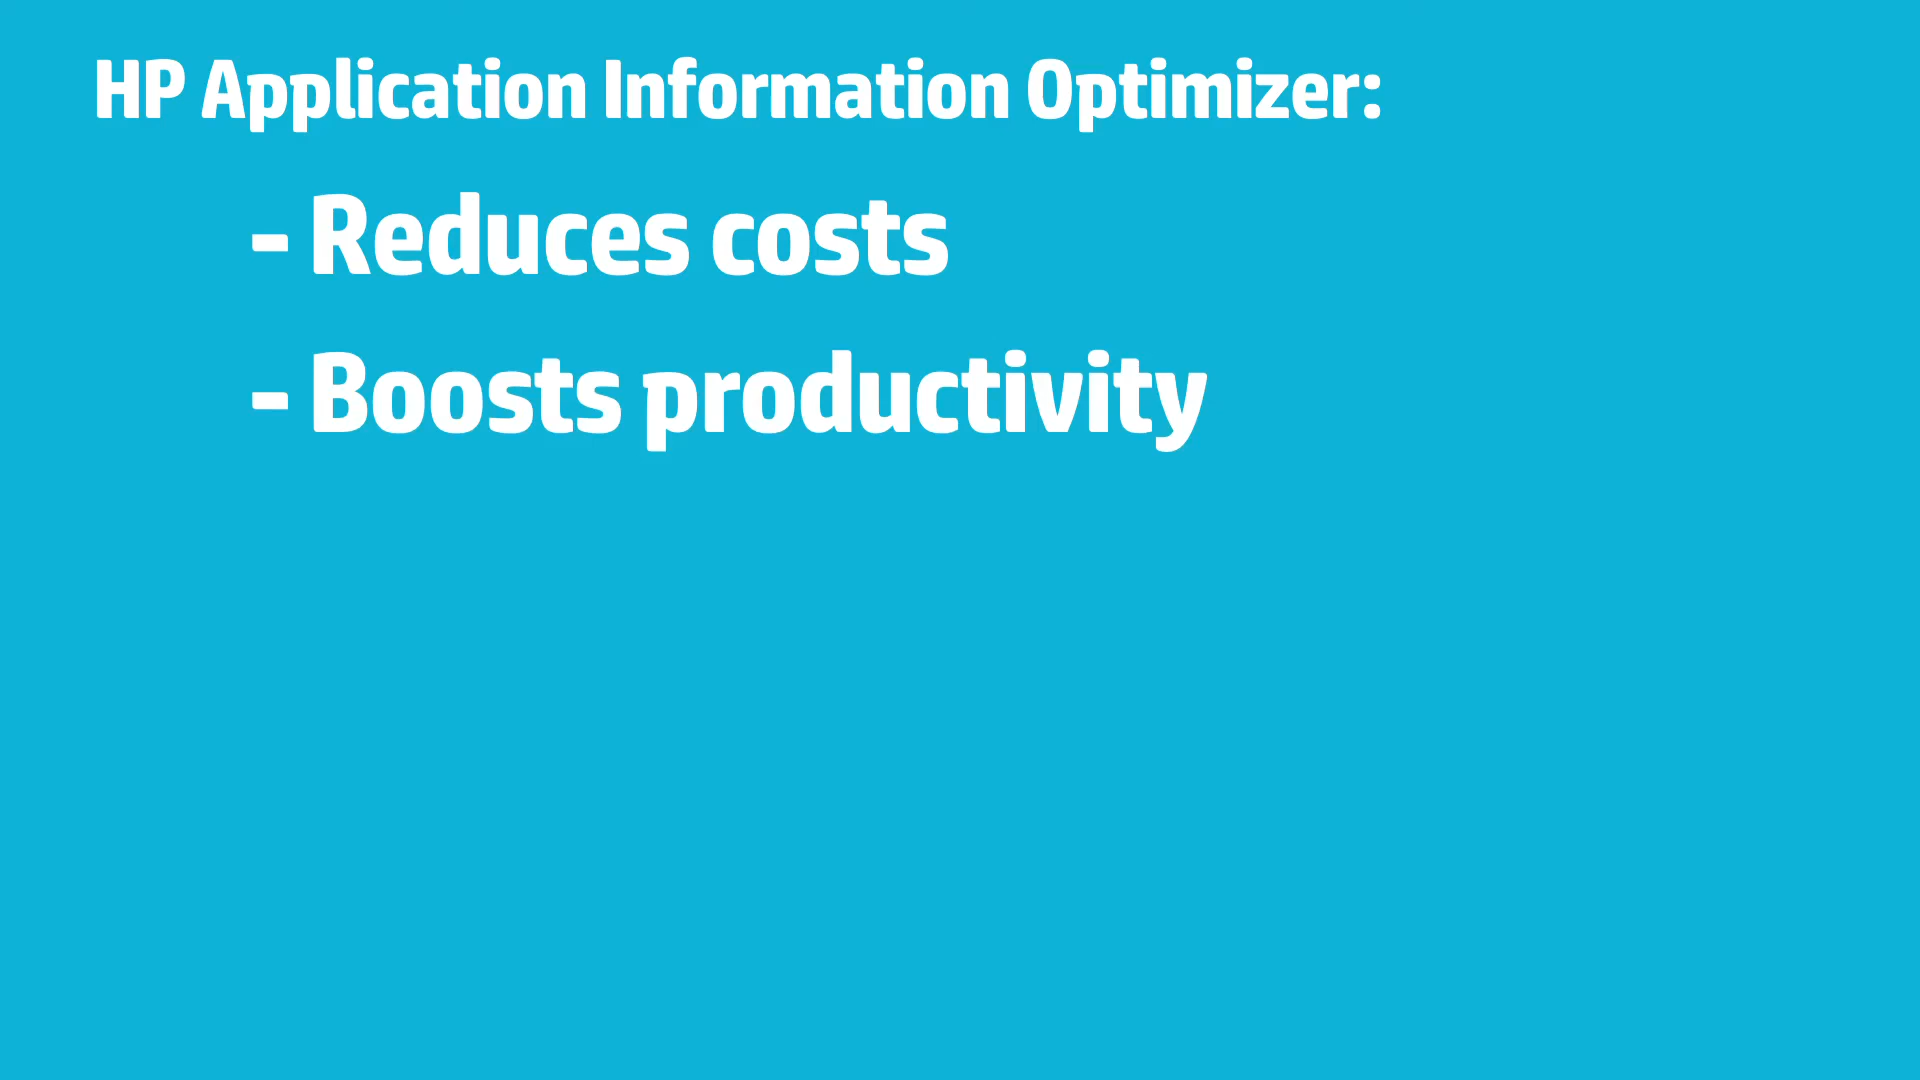 HP Application Information Optimizer:
- Reduces costs
- Boosts productivity